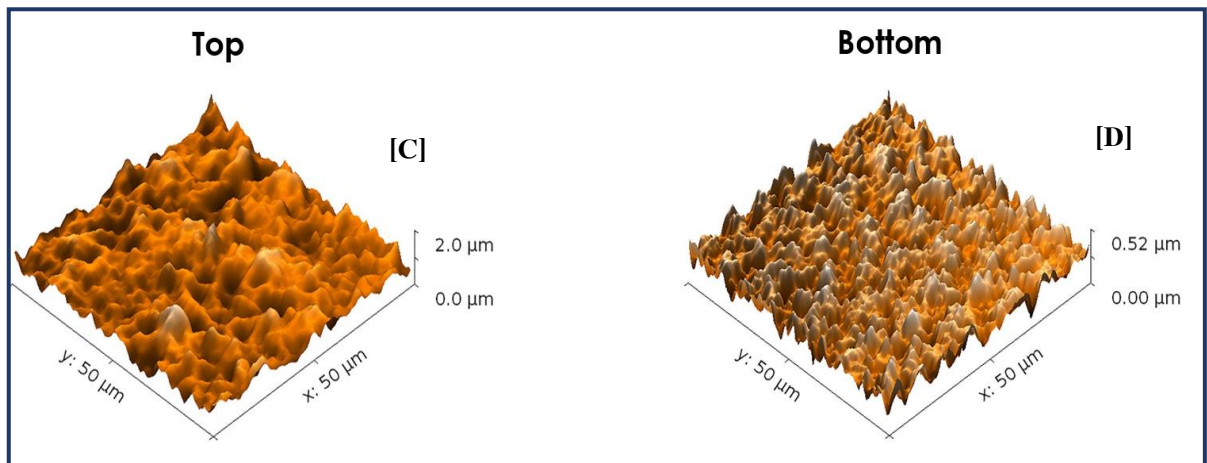 Top
Bottom
[C]
[D]
2.0 µm
0.0 µm
0.52 µm
0.00 µm
y: 50 µm
x: 50 µm
y: 50 µm
x: 50 µm